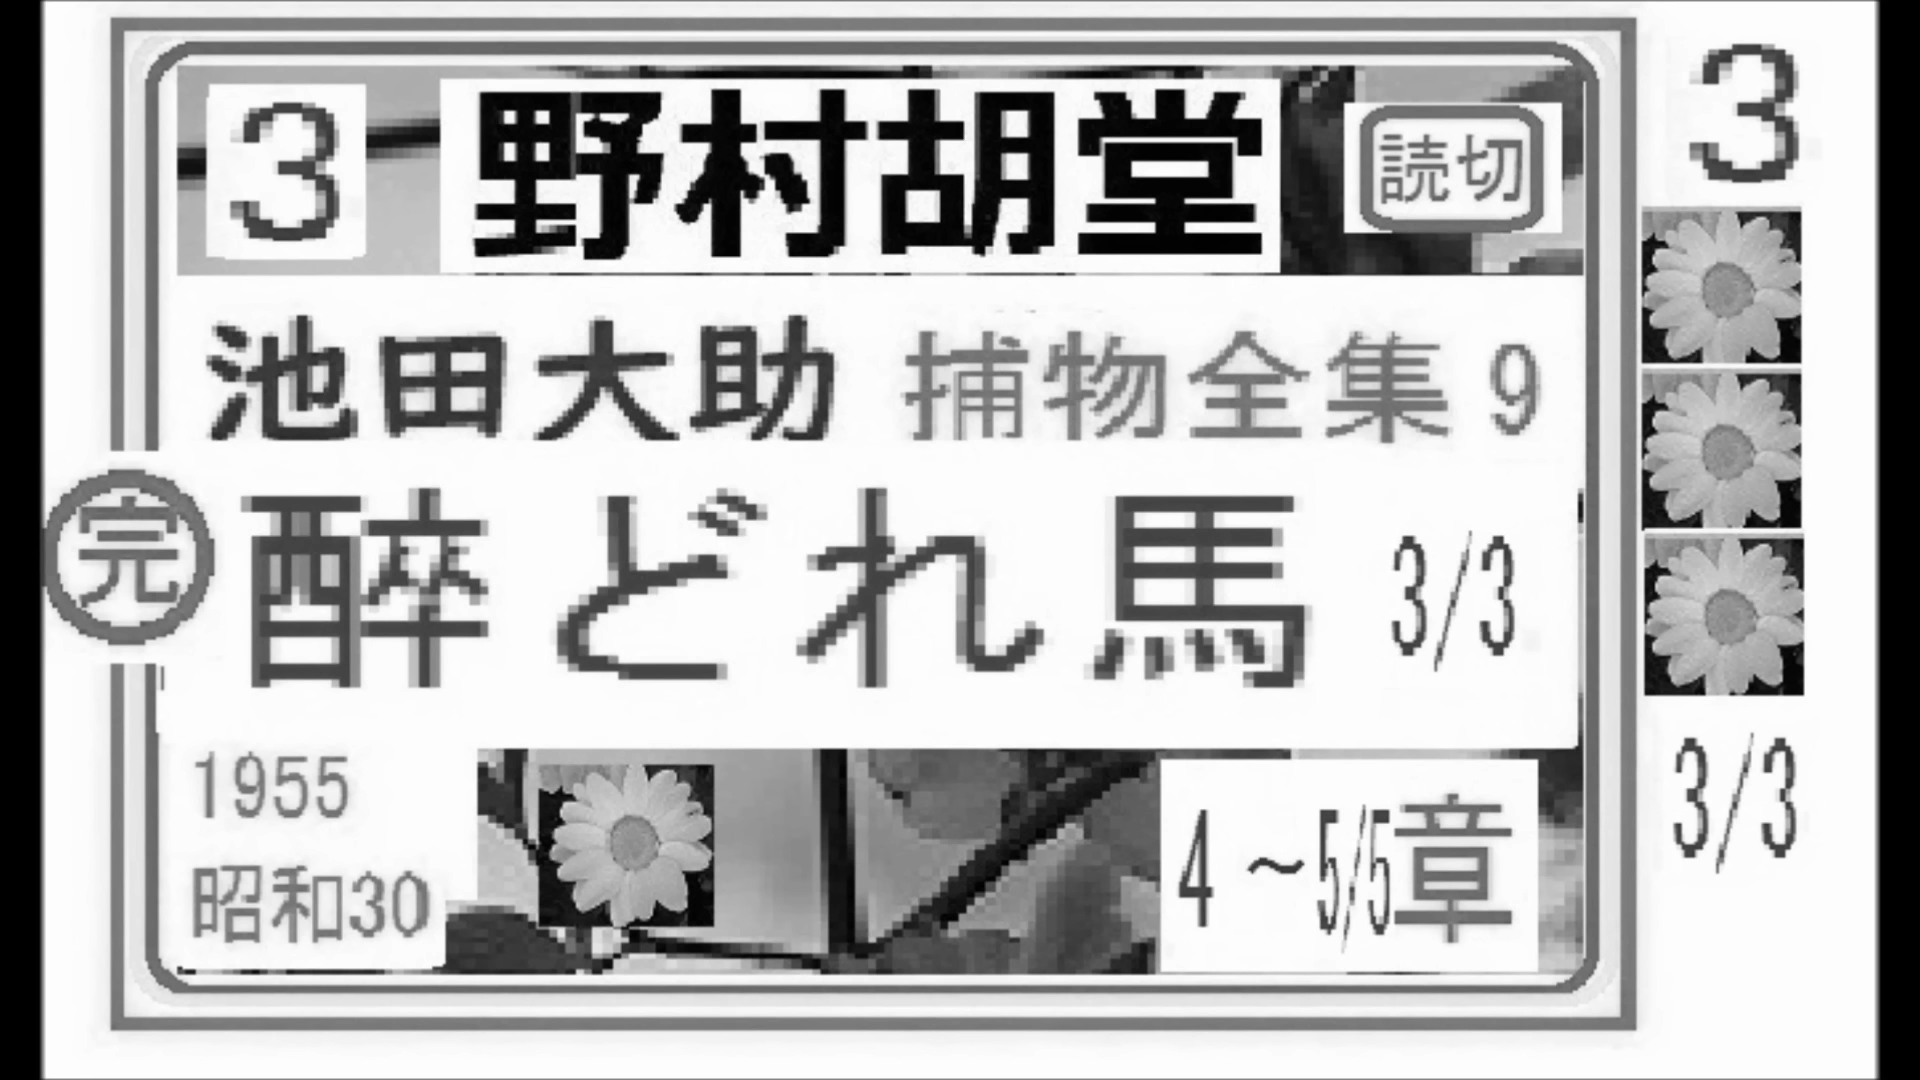 3 野村胡堂 読切
池田大助 捕物全集 9
完 醉どれ馬 3/3
1955
昭和30
4 ～5/5章
3
3/3